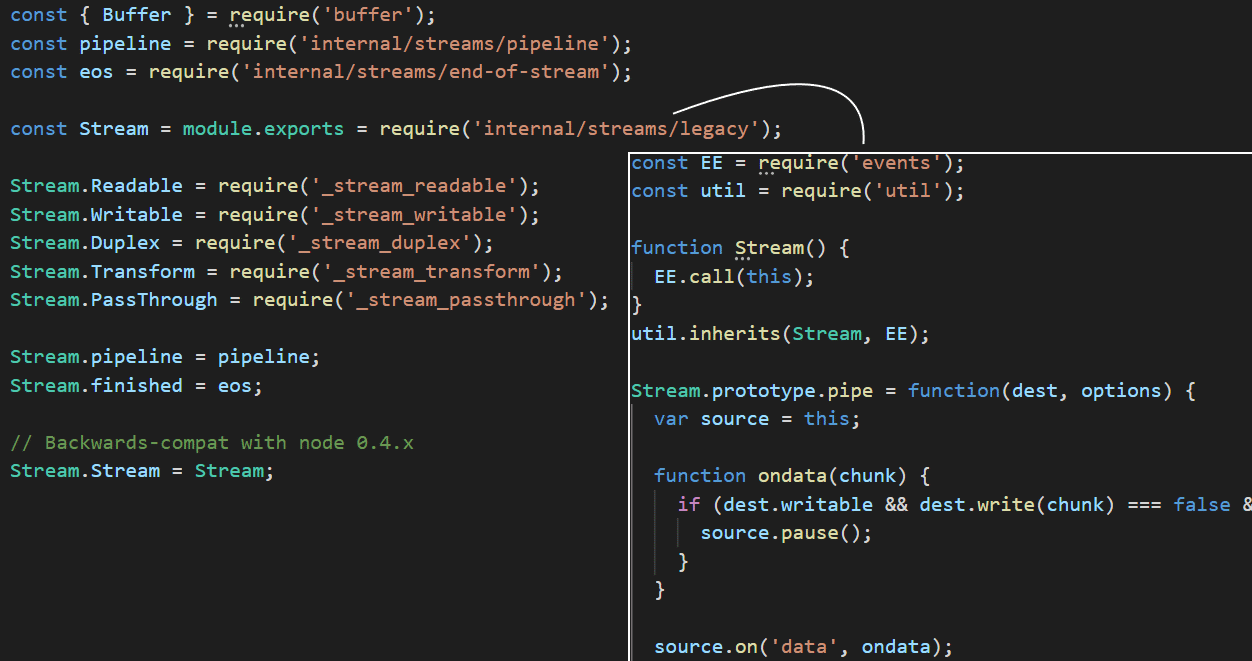 const { Buffer } = require('buffer');
const pipeline = require('internal/streams/pipeline');
const eos = require('internal/streams/end-of-stream');
const Stream = module.exports = require('internal/streams/legacy');
Stream.Readable = require('_stream_readable');
Stream.Writable = require('_stream_writable');
Stream.Duplex = require('_stream_duplex');
Stream.Transform = require('_stream_transform');
Stream.PassThrough = require('_stream_passthrough');
Stream.pipeline = pipeline;
Stream.finished = eos;
// Backwards-compat with node 0.4.x
Stream.Stream = Stream;
const EE = require('events');
const util = require('util');
function Stream() {
EE.call(this);
}
util.inherits(Stream, EE);
Stream.prototype.pipe = function(dest, options) {
var source = this;
function ondata(chunk) {
if (dest.writable && dest.write(chunk) === false &
source.pause();
}
}
source.on('data', ondata);